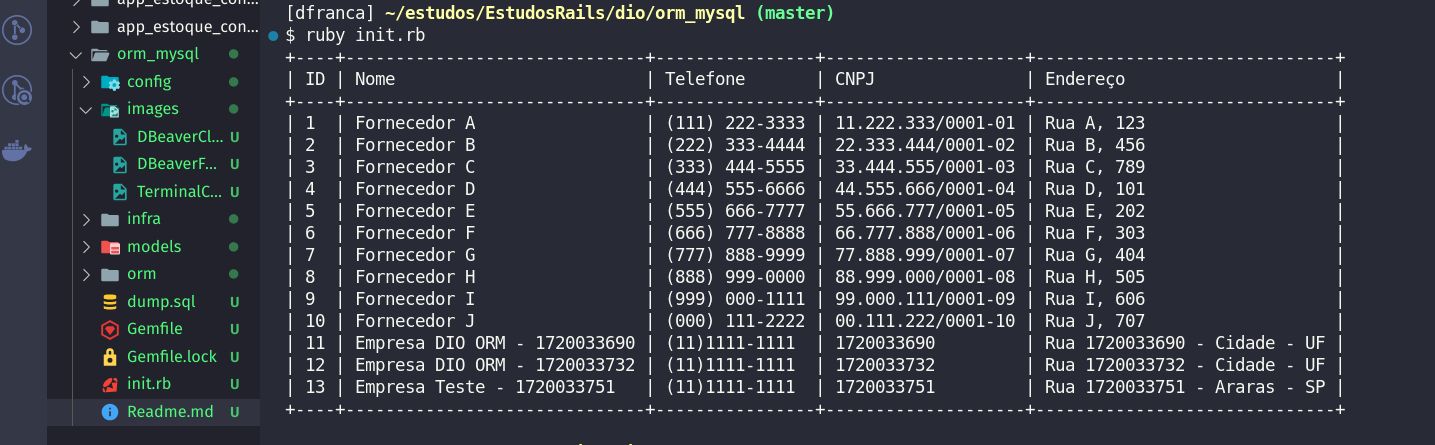 app_estoque_con...
app_estoque_con...
orm_mysql
config
images
DBeaverCl... U
DBeaverF... U
TerminalC... U
infra
models
orm
dump.sql U
Gemfile U
Gemfile.lock U
init.rb U
Readme.md U
[dfranca] ~/estudos/EstudosRails/dio/orm_mysql (master)
$ ruby init.rb
+----+------------------------------+----------------+--------------------+------------------------------+
| ID | Nome | Telefone | CNPJ | Endereço |
+----+------------------------------+----------------+--------------------+------------------------------+
| 1 | Fornecedor A | (111) 222-3333 | 11.222.333/0001-01 | Rua A, 123 |
| 2 | Fornecedor B | (222) 333-4444 | 22.333.444/0001-02 | Rua B, 456 |
| 3 | Fornecedor C | (333) 444-5555 | 33.444.555/0001-03 | Rua C, 789 |
| 4 | Fornecedor D | (444) 555-6666 | 44.555.666/0001-04 | Rua D, 101 |
| 5 | Fornecedor E | (555) 666-7777 | 55.666.777/0001-05 | Rua E, 202 |
| 6 | Fornecedor F | (666) 777-8888 | 66.777.888/0001-06 | Rua F, 303 |
| 7 | Fornecedor G | (777) 888-9999 | 77.888.999/0001-07 | Rua G, 404 |
| 8 | Fornecedor H | (888) 999-0000 | 88.999.000/0001-08 | Rua H, 505 |
| 9 | Fornecedor I | (999) 000-1111 | 99.000.111/0001-09 | Rua I, 606 |
| 10 | Fornecedor J | (000) 111-2222 | 00.111.222/0001-10 | Rua J, 707 |
| 11 | Empresa DIO ORM - 1720033690 | (11)1111-1111 | 1720033690 | Rua 1720033690 - Cidade - UF |
| 12 | Empresa DIO ORM - 1720033732 | (11)1111-1111 | 1720033732 | Rua 1720033732 - Cidade - UF |
| 13 | Empresa Teste - 1720033751 | (11)1111-1111 | 1720033751 | Rua 1720033751 - Araras - SP |
+----+------------------------------+----------------+--------------------+------------------------------+